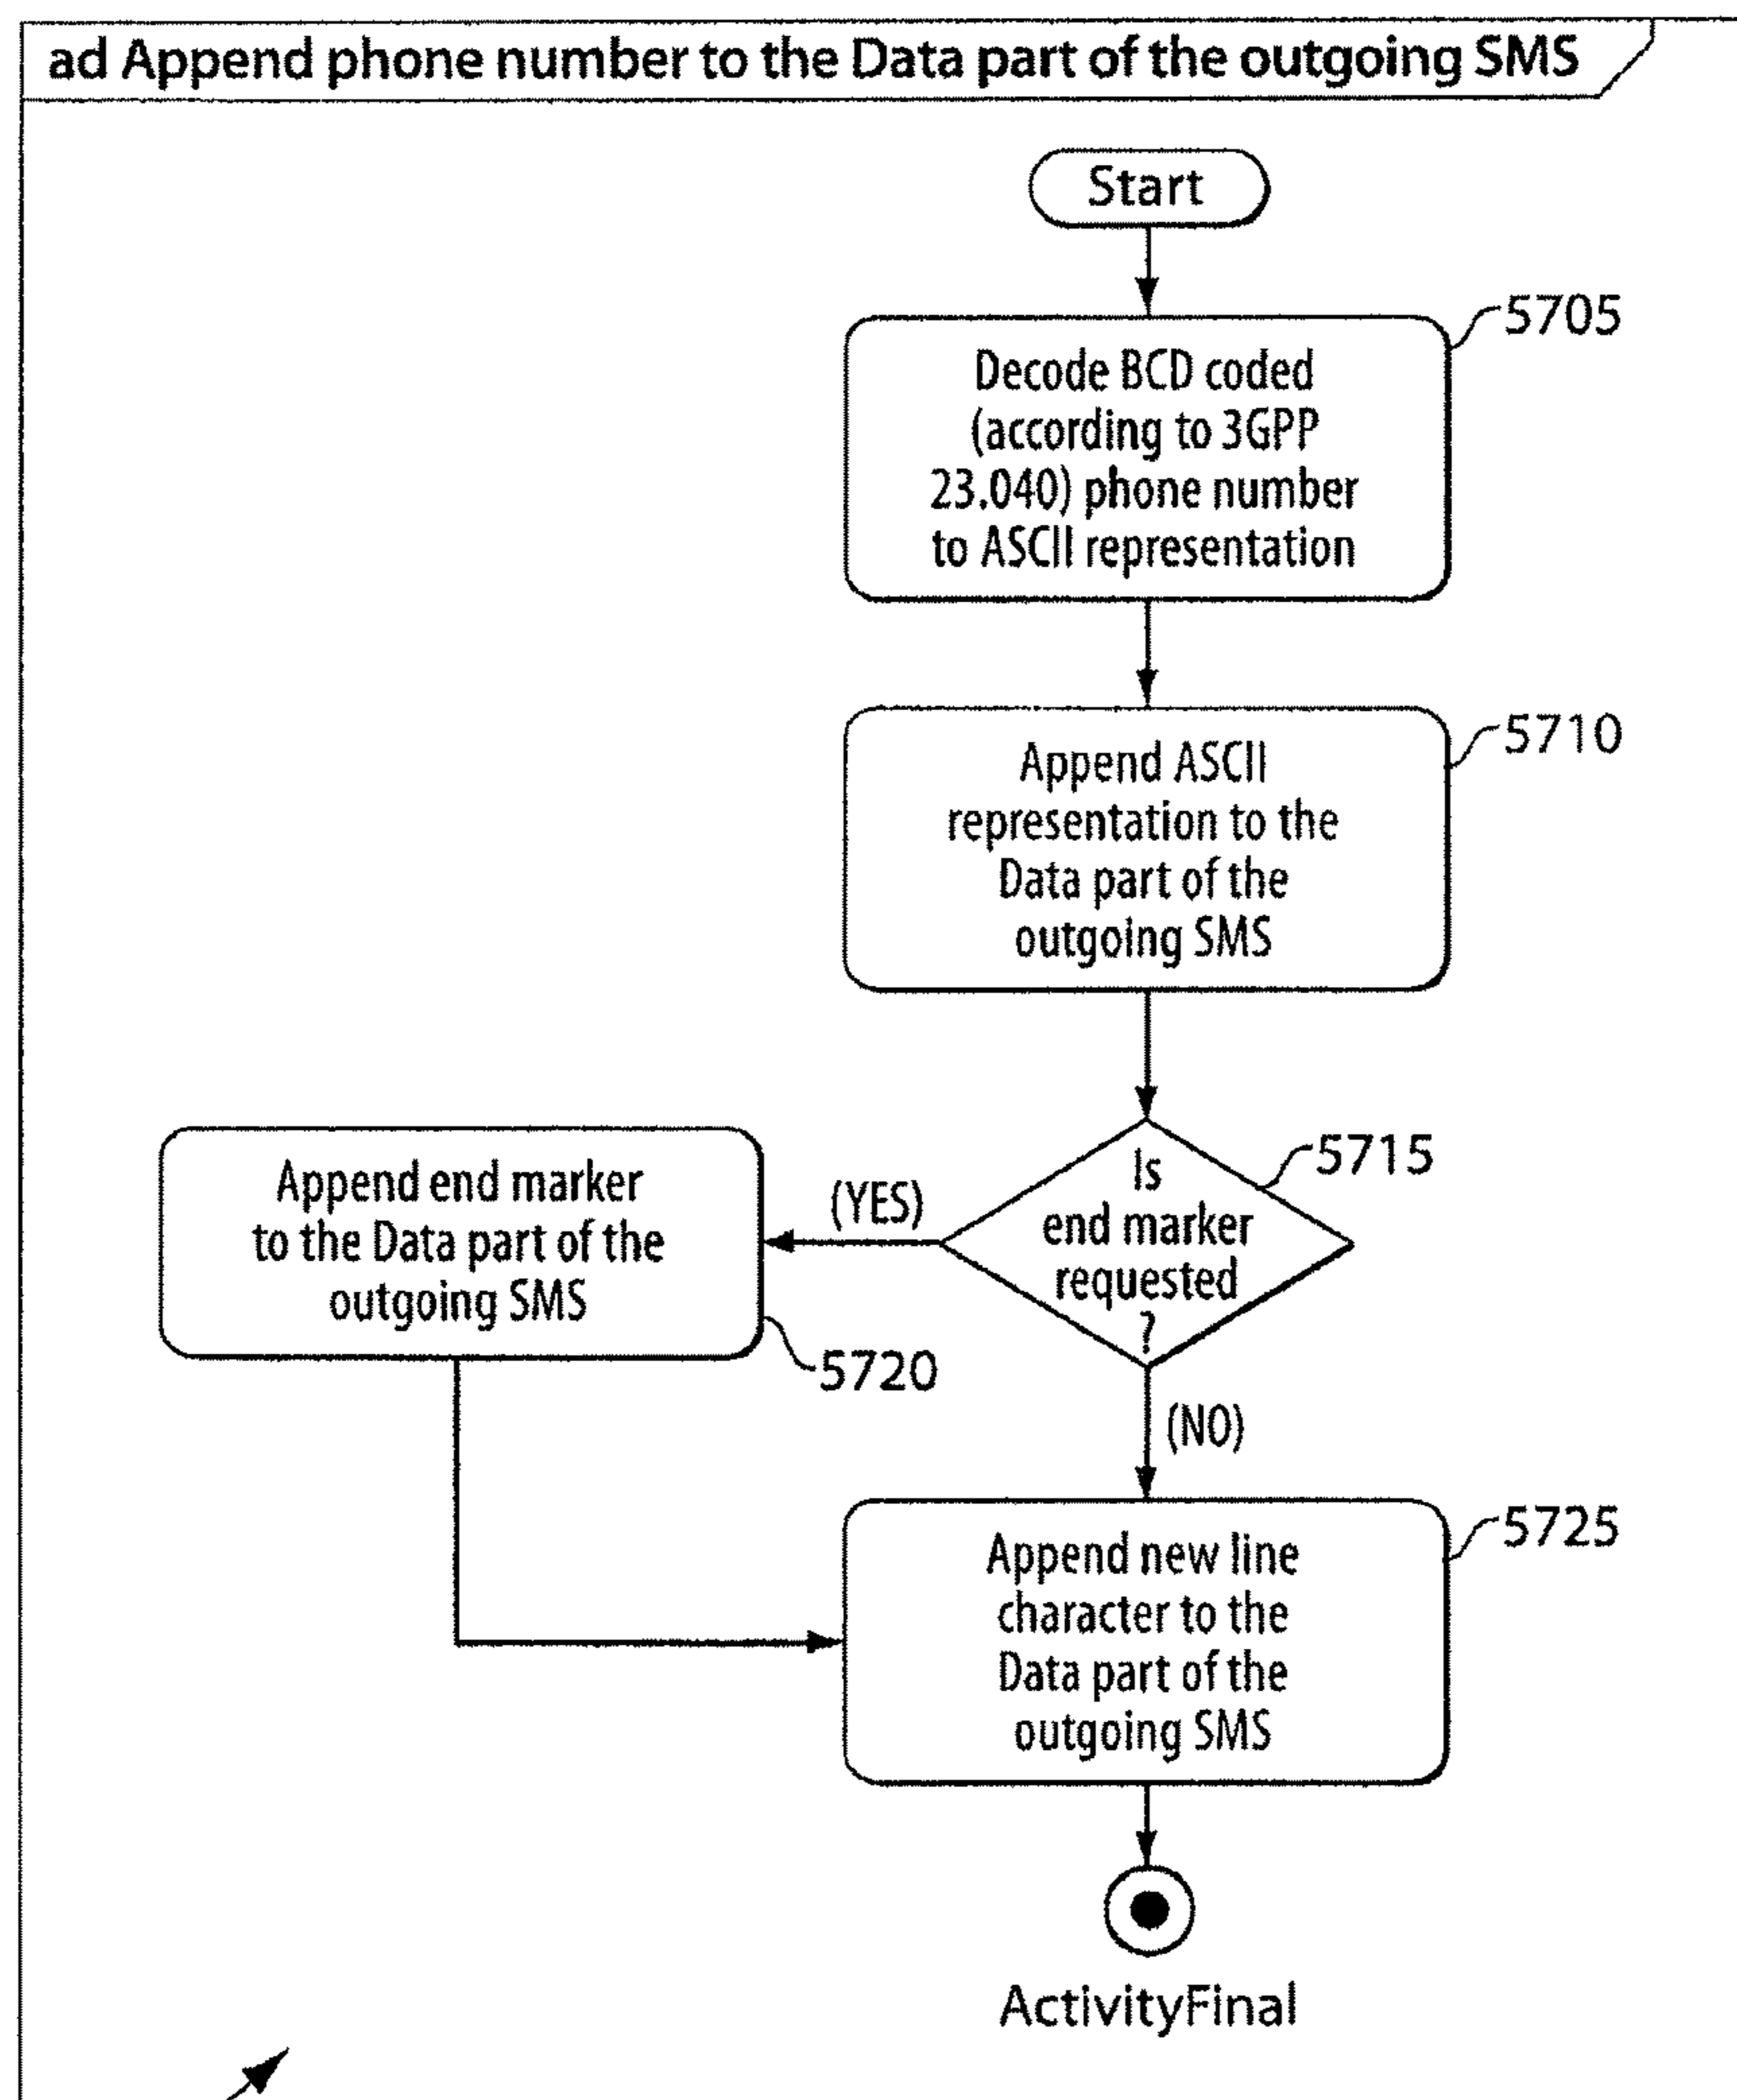 ad Append phone number to the Data part of the outgoing SMS
Start
5705
Decode BCD coded
(according to 3GPP
23.040) phone number
to ASCII representation
5710
Append ASCII
representation to the
Data part of the
outgoing SMS
5715
Is
end marker
requested
?
(YES)
Append end marker
to the Data part of the
outgoing SMS
5720
(NO)
5725
Append new line
character to the
Data part of the
outgoing SMS
ActivityFinal